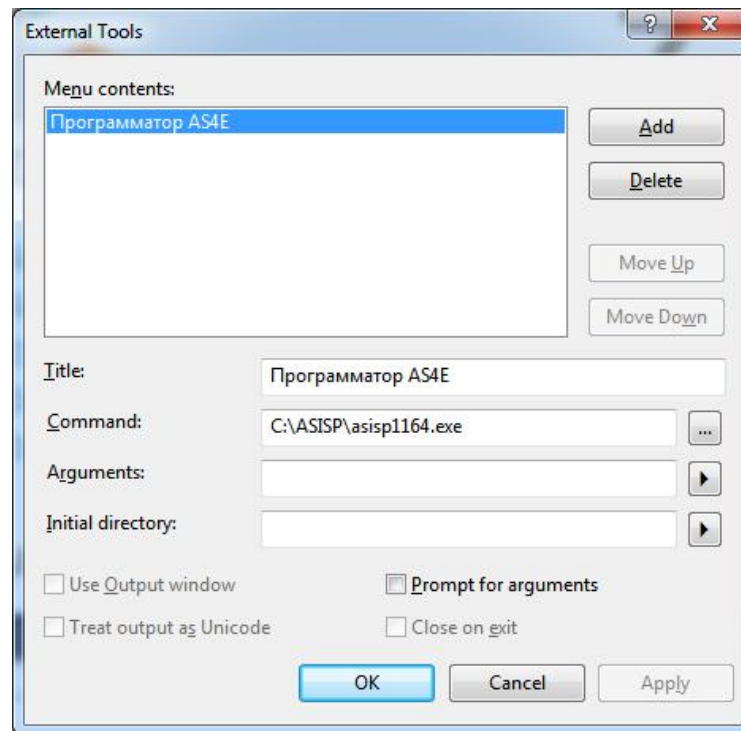 External Tools
Menu contents:
Программатор AS4E
Add
Delete
Move Up
Move Down
Title:
Программатор AS4E
Command:
C:\ASISP\asisp1164.exe
...
Arguments:
Initial directory:
Use Output window
Prompt for arguments
Treat output as Unicode
Close on exit
OK
Cancel
Apply